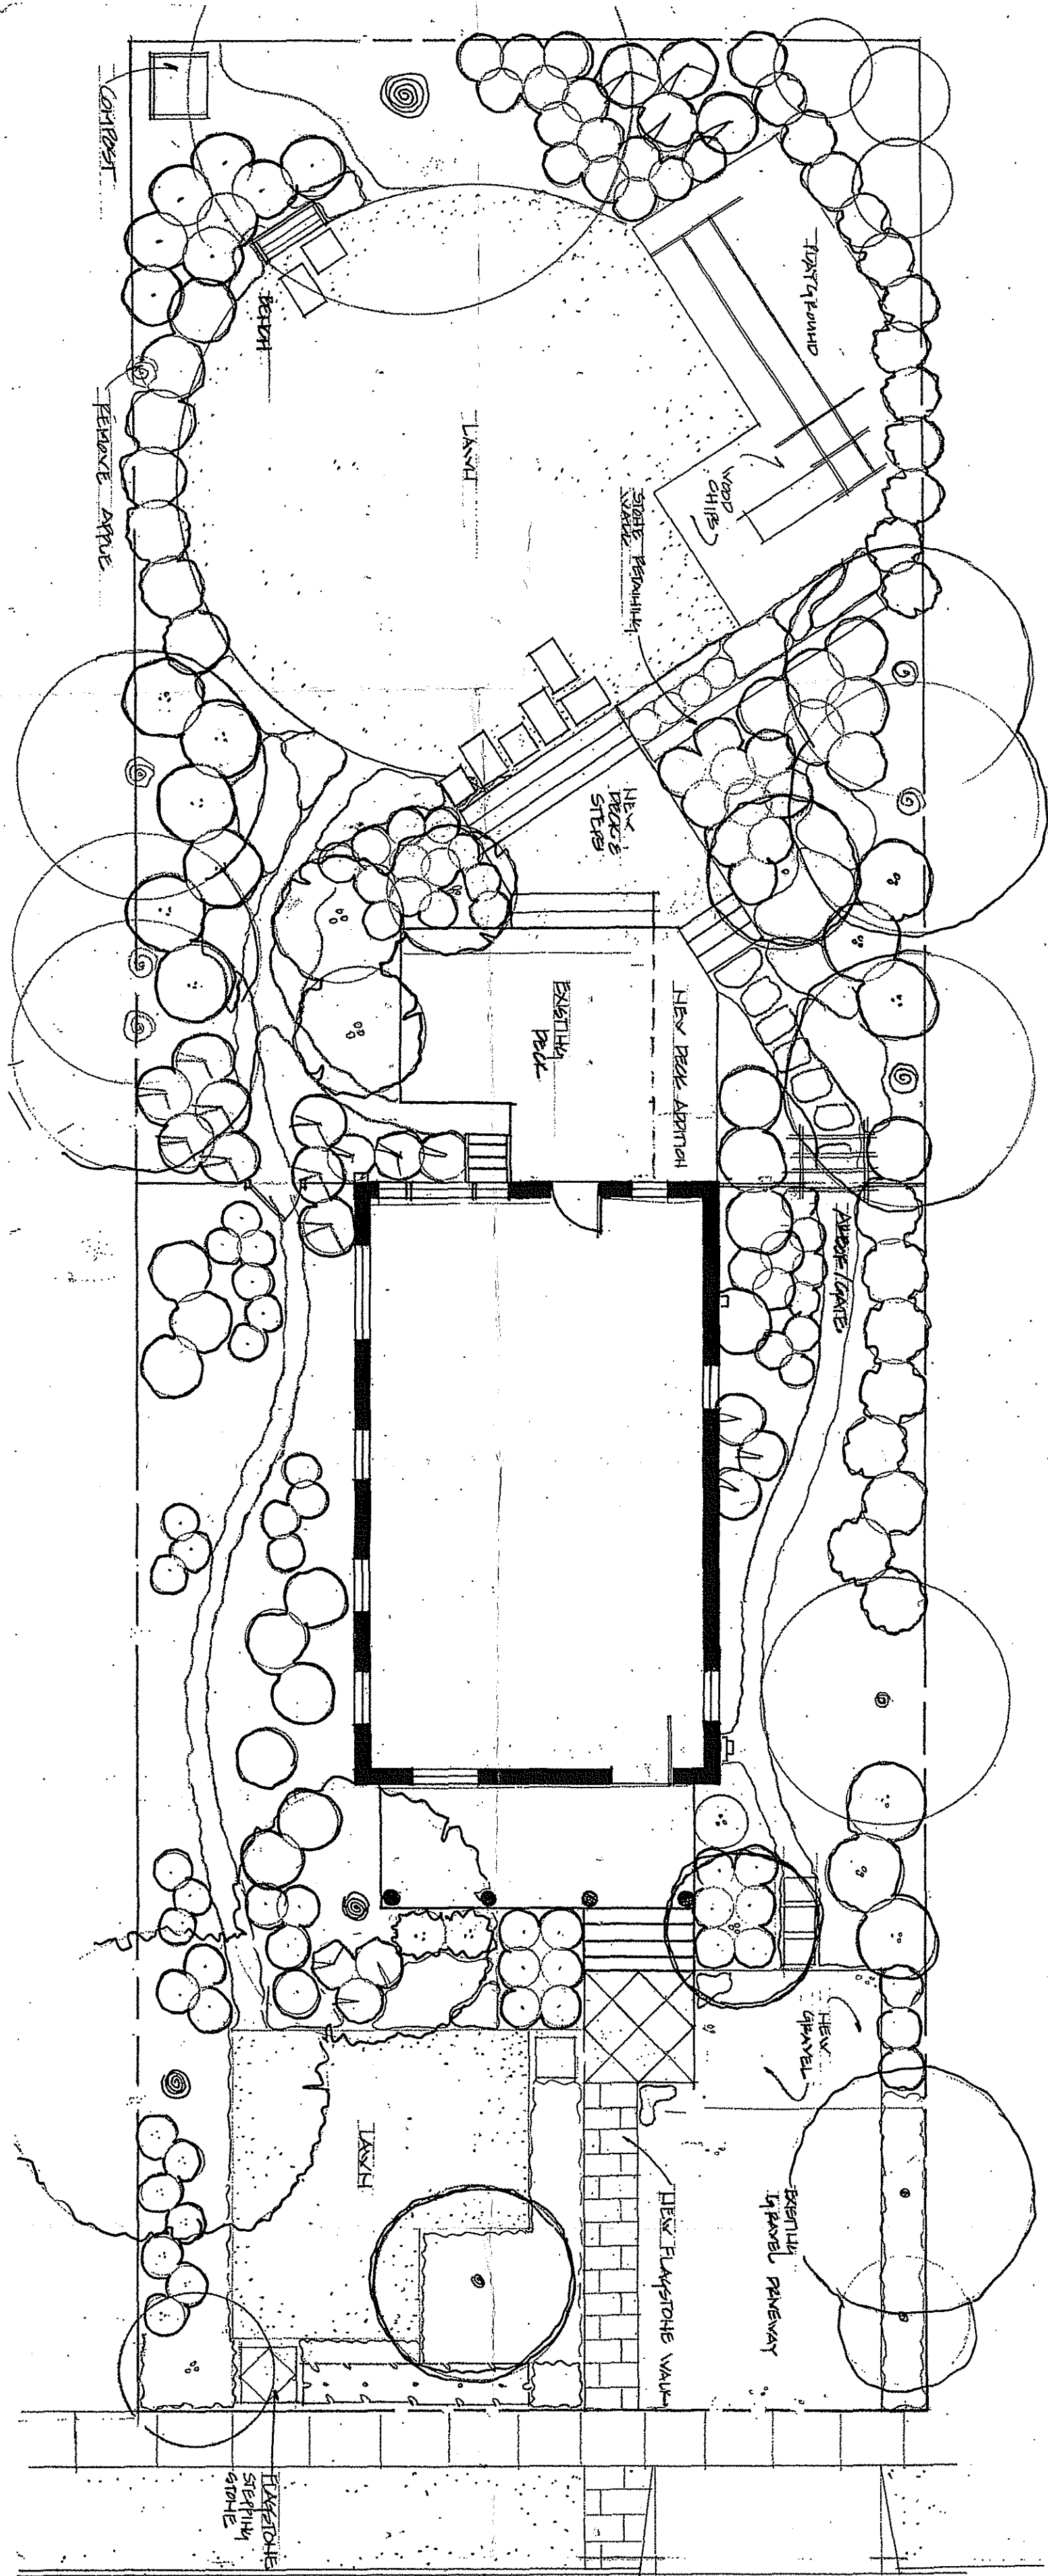 COMPOST
BENCH
REMOVE APPLE
LAWN
PLAYGROUND
WOOD
CHIPS
STONE RETAINING
WALL
NEW
DECK &
STEPS
EXISTING
DECK
NEW DECK ADDITION
ARBOR/GATE
NEW
GRAVEL
LAWN
NEW FLAGSTONE WALK
EXISTING
GRAVEL DRIVEWAY
FLAGSTONE
STEPPING
STONE